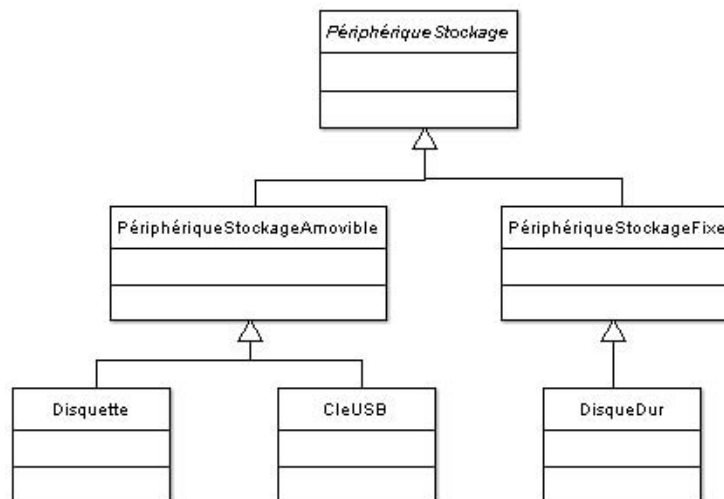 PériphériqueStockage
PériphériqueStockageAmovible
PériphériqueStockageFixe
Disquette
CleUSB
DisqueDur